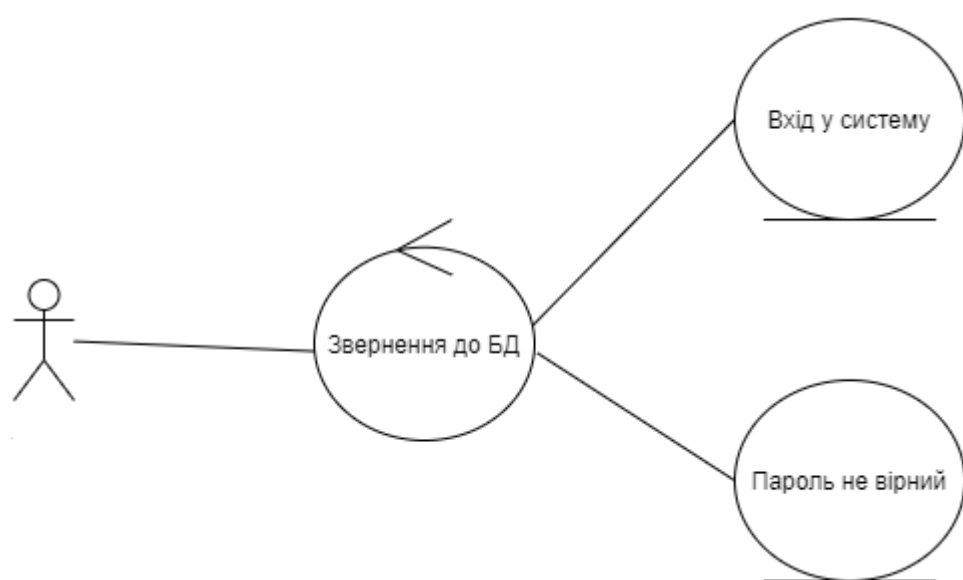 Вхід у систему
Звернення до БД
Пароль не вірний